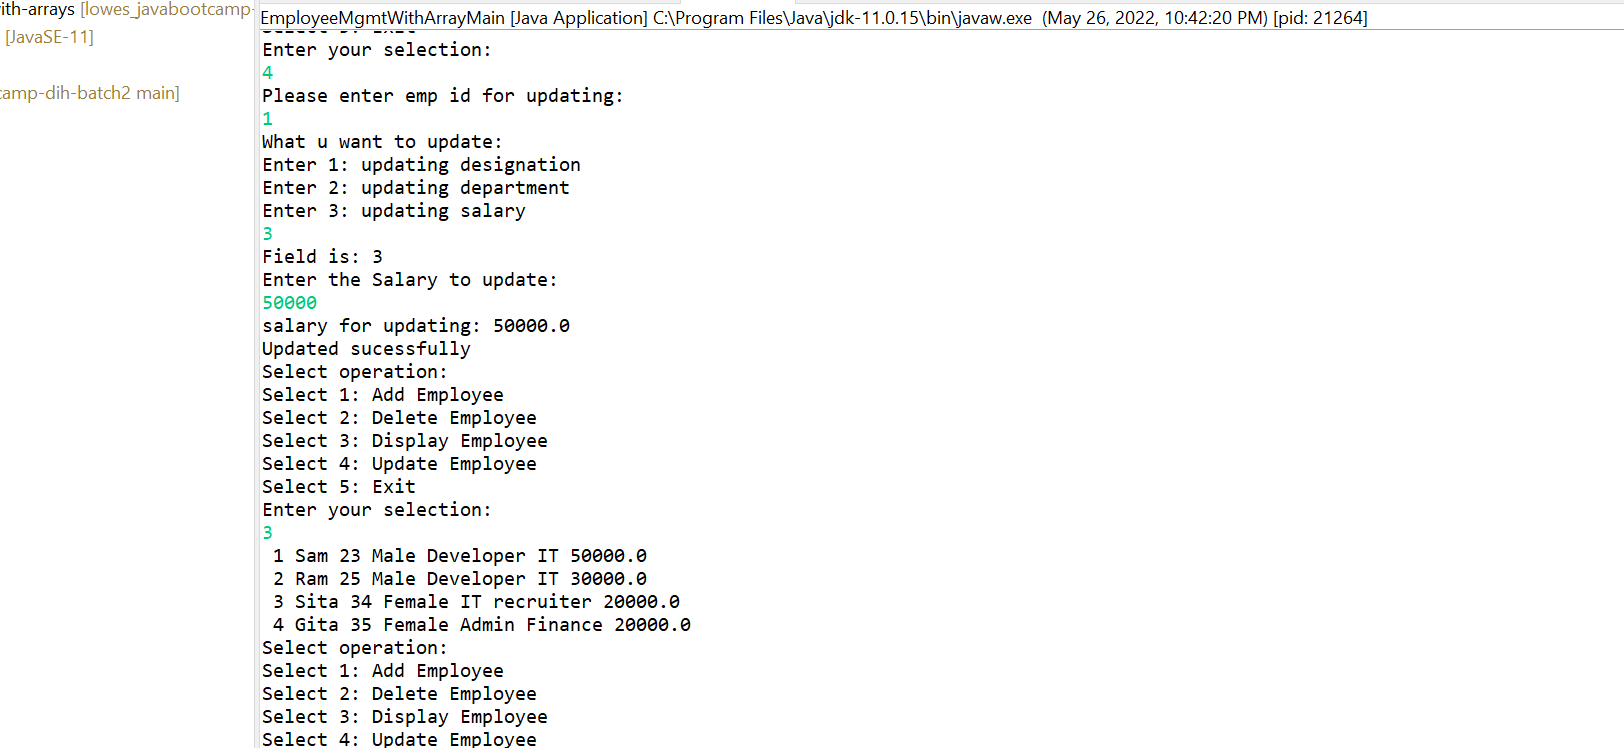 ith-arrays [lowes_javabootcamp-
[JavaSE-11]
camp-dih-batch2 main]
EmployeeMgmtWithArrayMain [Java Application] C:\Program Files\Java\jdk-11.0.15\bin\javaw.exe (May 26, 2022, 10:42:20 PM) [pid: 21264]
Select 5: Exit
Enter your selection:
4
Please enter emp id for updating:
1
What u want to update:
Enter 1: updating designation
Enter 2: updating department
Enter 3: updating salary
3
Field is: 3
Enter the Salary to update:
50000
salary for updating: 50000.0
Updated sucessfully
Select operation:
Select 1: Add Employee
Select 2: Delete Employee
Select 3: Display Employee
Select 4: Update Employee
Select 5: Exit
Enter your selection:
3
1 Sam 23 Male Developer IT 50000.0
2 Ram 25 Male Developer IT 30000.0
3 Sita 34 Female IT recruiter 20000.0
4 Gita 35 Female Admin Finance 20000.0
Select operation:
Select 1: Add Employee
Select 2: Delete Employee
Select 3: Display Employee
Select 4: Update Employee